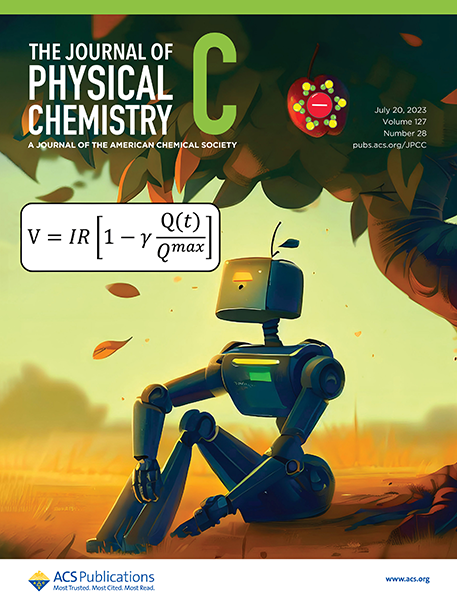 THE JOURNAL OF
PHYSICAL
CHEMISTRY
C
A JOURNAL OF THE AMERICAN CHEMICAL SOCIETY
July 20, 2023
Volume 127
Number 28
pubs.acs.org/JPCC
−
V = IR [1 − γ Q(t)/Q^max]
ACS Publications
Most Trusted. Most Cited. Most Read.
www.acs.org